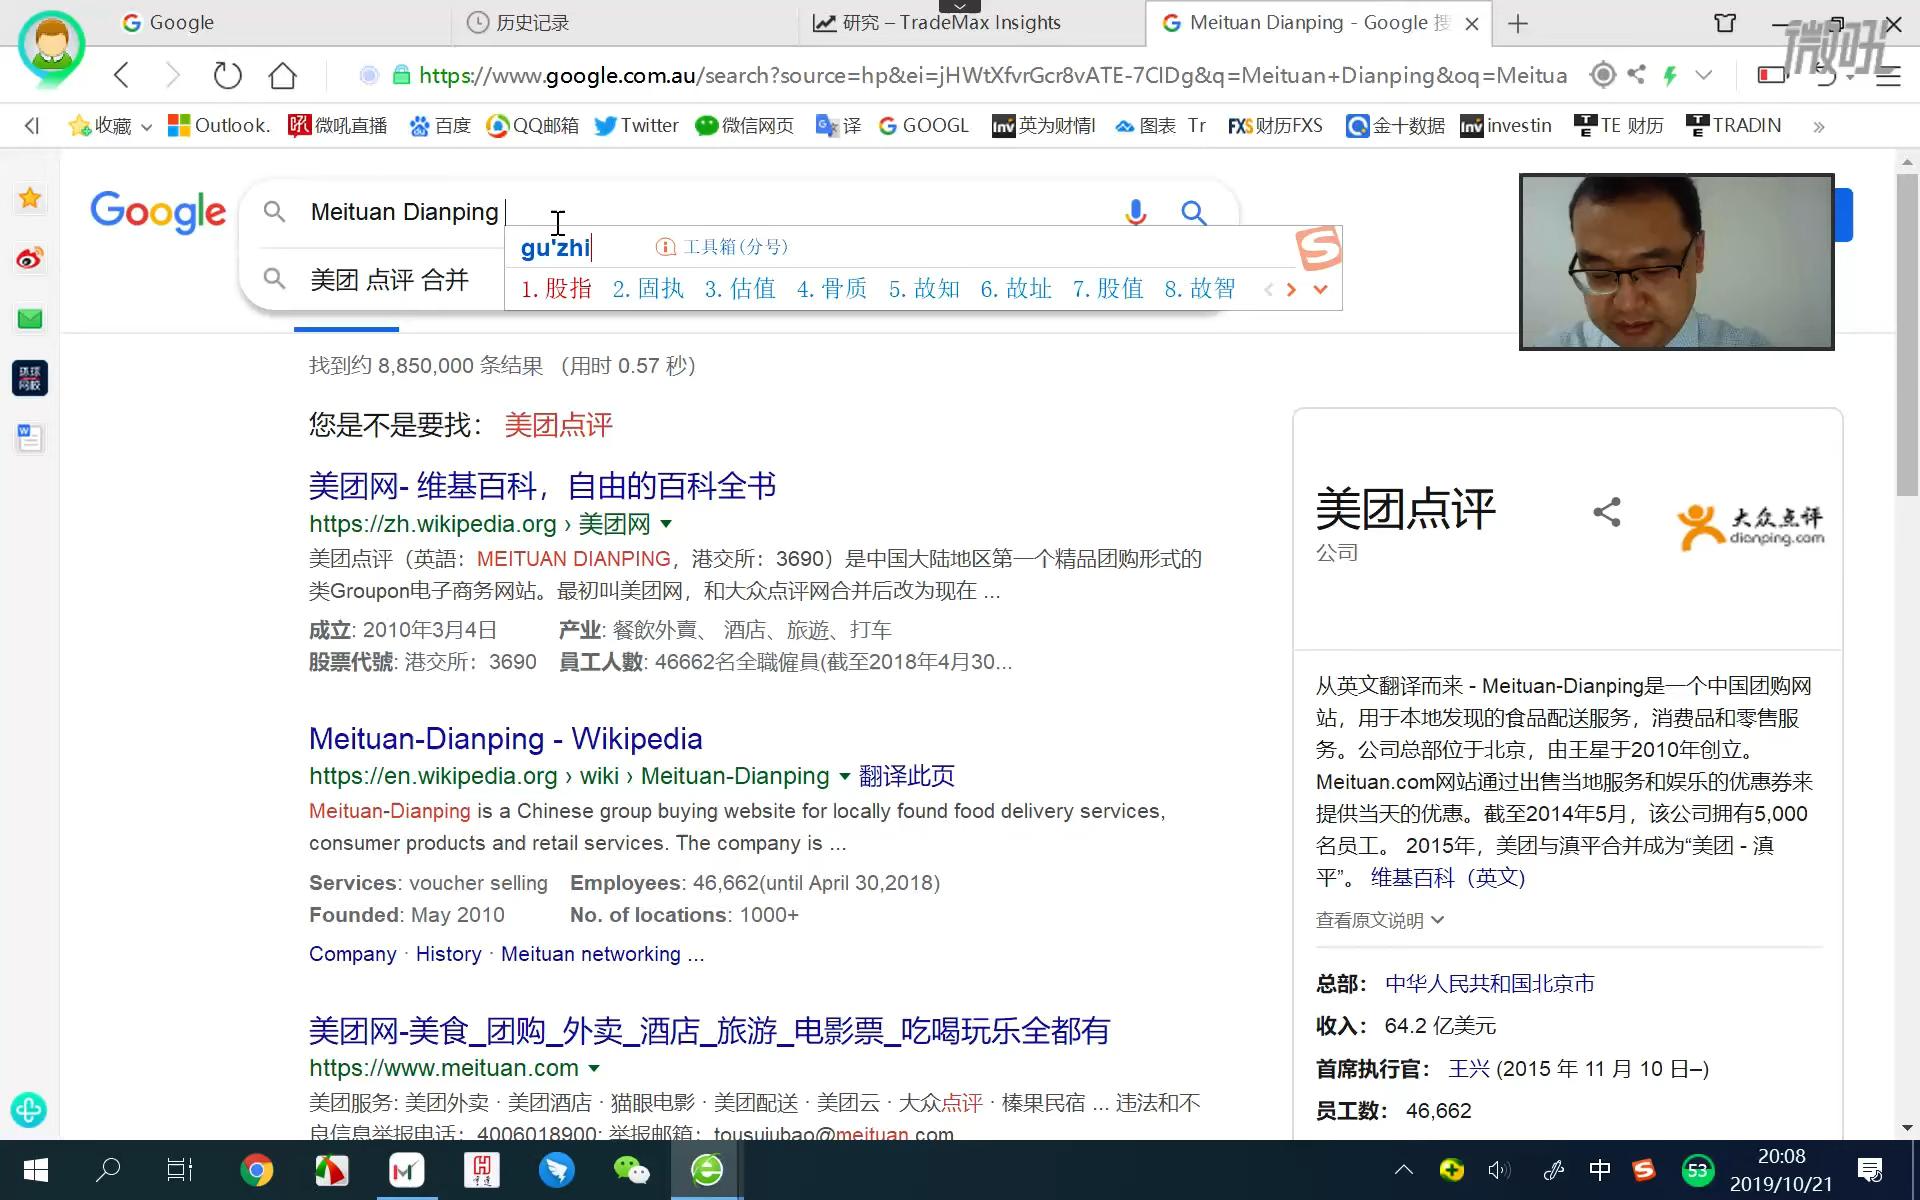 Google
历史记录
研究 – TradeMax Insights
Meituan Dianping - Google 搜
微吼
https://www.google.com.au/search?source=hp&ei=jHWtXfvrGcr8vATE-7CIDg&q=Meituan+Dianping&oq=Meitua
收藏
Outlook.
微吼直播
百度
QQ邮箱
Twitter
微信网页
译
GOOGL
英为财情I
图表 Tr
财历FXS
金十数据
investin
TE 财历
TRADIN
Google
Meituan Dianping
gu'zhi
工具箱(分号)
1.股指 2.固执 3.估值 4.骨质 5.故知 6.故址 7.股值 8.故智
美团 点评 合并
找到约 8,850,000 条结果 （用时 0.57 秒）
您是不是要找： 美团点评
美团网- 维基百科，自由的百科全书
https://zh.wikipedia.org › 美团网
美团点评（英語：MEITUAN DIANPING，港交所：3690）是中国大陆地区第一个精品团购形式的
类Groupon电子商务网站。最初叫美团网，和大众点评网合并后改为现在 ...
成立: 2010年3月4日 产业: 餐飲外賣、 酒店、旅遊、打车
股票代號: 港交所：3690 員工人數: 46662名全職僱員(截至2018年4月30...
Meituan-Dianping - Wikipedia
https://en.wikipedia.org › wiki › Meituan-Dianping 翻译此页
Meituan-Dianping is a Chinese group buying website for locally found food delivery services,
consumer products and retail services. The company is ...
Services: voucher selling Employees: 46,662(until April 30,2018)
Founded: May 2010 No. of locations: 1000+
Company · History · Meituan networking ...
美团网-美食_团购_外卖_酒店_旅游_电影票_吃喝玩乐全都有
https://www.meituan.com
美团服务: 美团外卖 · 美团酒店 · 猫眼电影 · 美团配送 · 美团云 · 大众点评 · 榛果民宿 ... 违法和不
良信息举报电话：4006018900; 举报邮箱：tousujubao@meituan.com
美团点评
公司
大众点评
dianping.com
从英文翻译而来 - Meituan-Dianping是一个中国团购网
站，用于本地发现的食品配送服务，消费品和零售服
务。公司总部位于北京，由王星于2010年创立。
Meituan.com网站通过出售当地服务和娱乐的优惠券来
提供当天的优惠。截至2014年5月，该公司拥有5,000
名员工。 2015年，美团与滇平合并成为“美团 - 滇
平”。 维基百科（英文）
查看原文说明
总部： 中华人民共和国北京市
收入： 64.2 亿美元
首席执行官： 王兴 (2015 年 11 月 10 日–)
员工数： 46,662
中
53
20:08
2019/10/21